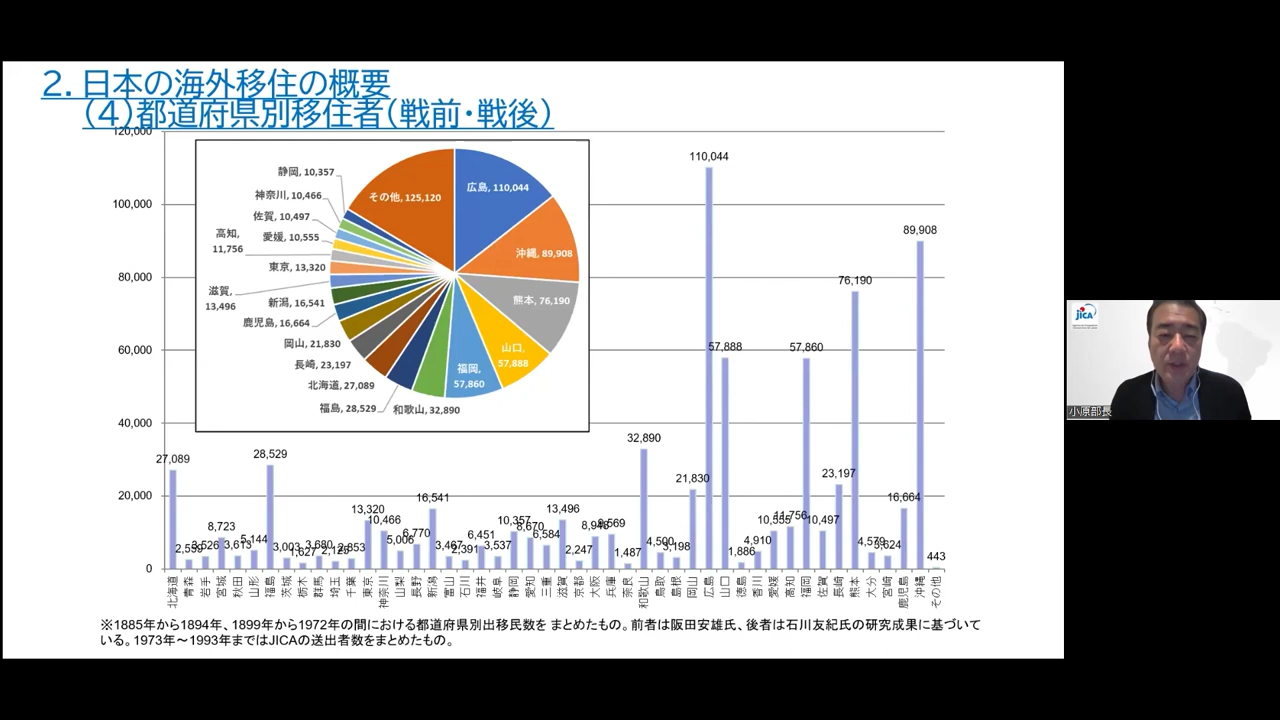 2. 日本の海外移住の概要
(4)都道府県別移住者(戦前・戦後)
120,000
100,000
80,000
60,000
40,000
20,000
0
静岡, 10,357
神奈川, 10,466
佐賀, 10,497
高知,
11,756
愛媛, 10,555
東京, 13,320
滋賀,
13,496
新潟, 16,541
鹿児島, 16,664
岡山, 21,830
長崎, 23,197
北海道, 27,089
福島, 28,529
和歌山, 32,890
その他, 125,120
広島, 110,044
沖縄, 89,908
熊本, 76,190
山口,
57,888
福岡,
57,860
27,089
3,526
8,723
3,613
5,144
28,529
3,003
1,627
3,680
13,320
10,466
5,006
6,770
16,541
3,467
2,391
6,451
3,537
10,357
8,670
6,584
13,496
2,247
1,487
32,890
4,500
3,198
21,830
110,044
57,888
1,886
4,910
10,555
11,756
57,860
10,497
23,197
76,190
4,579
3,624
16,664
89,908
443
北海道
青森
岩手
宮城
秋田
山形
福島
茨城
栃木
群馬
埼玉
千葉
東京
神奈川
山梨
長野
新潟
富山
石川
福井
岐阜
静岡
愛知
三重
滋賀
京都
大阪
兵庫
奈良
和歌山
鳥取
島根
岡山
広島
山口
徳島
香川
愛媛
高知
福岡
佐賀
長崎
熊本
大分
宮崎
鹿児島
沖縄
その他
※1885年から1894年、1899年から1972年の間における都道府県別出移民数を まとめたもの。前者は阪田安雄氏、後者は石川友紀氏の研究成果に基づいて
いる。1973年～1993年まではJICAの送出者数をまとめたもの。
JICA
小原部長